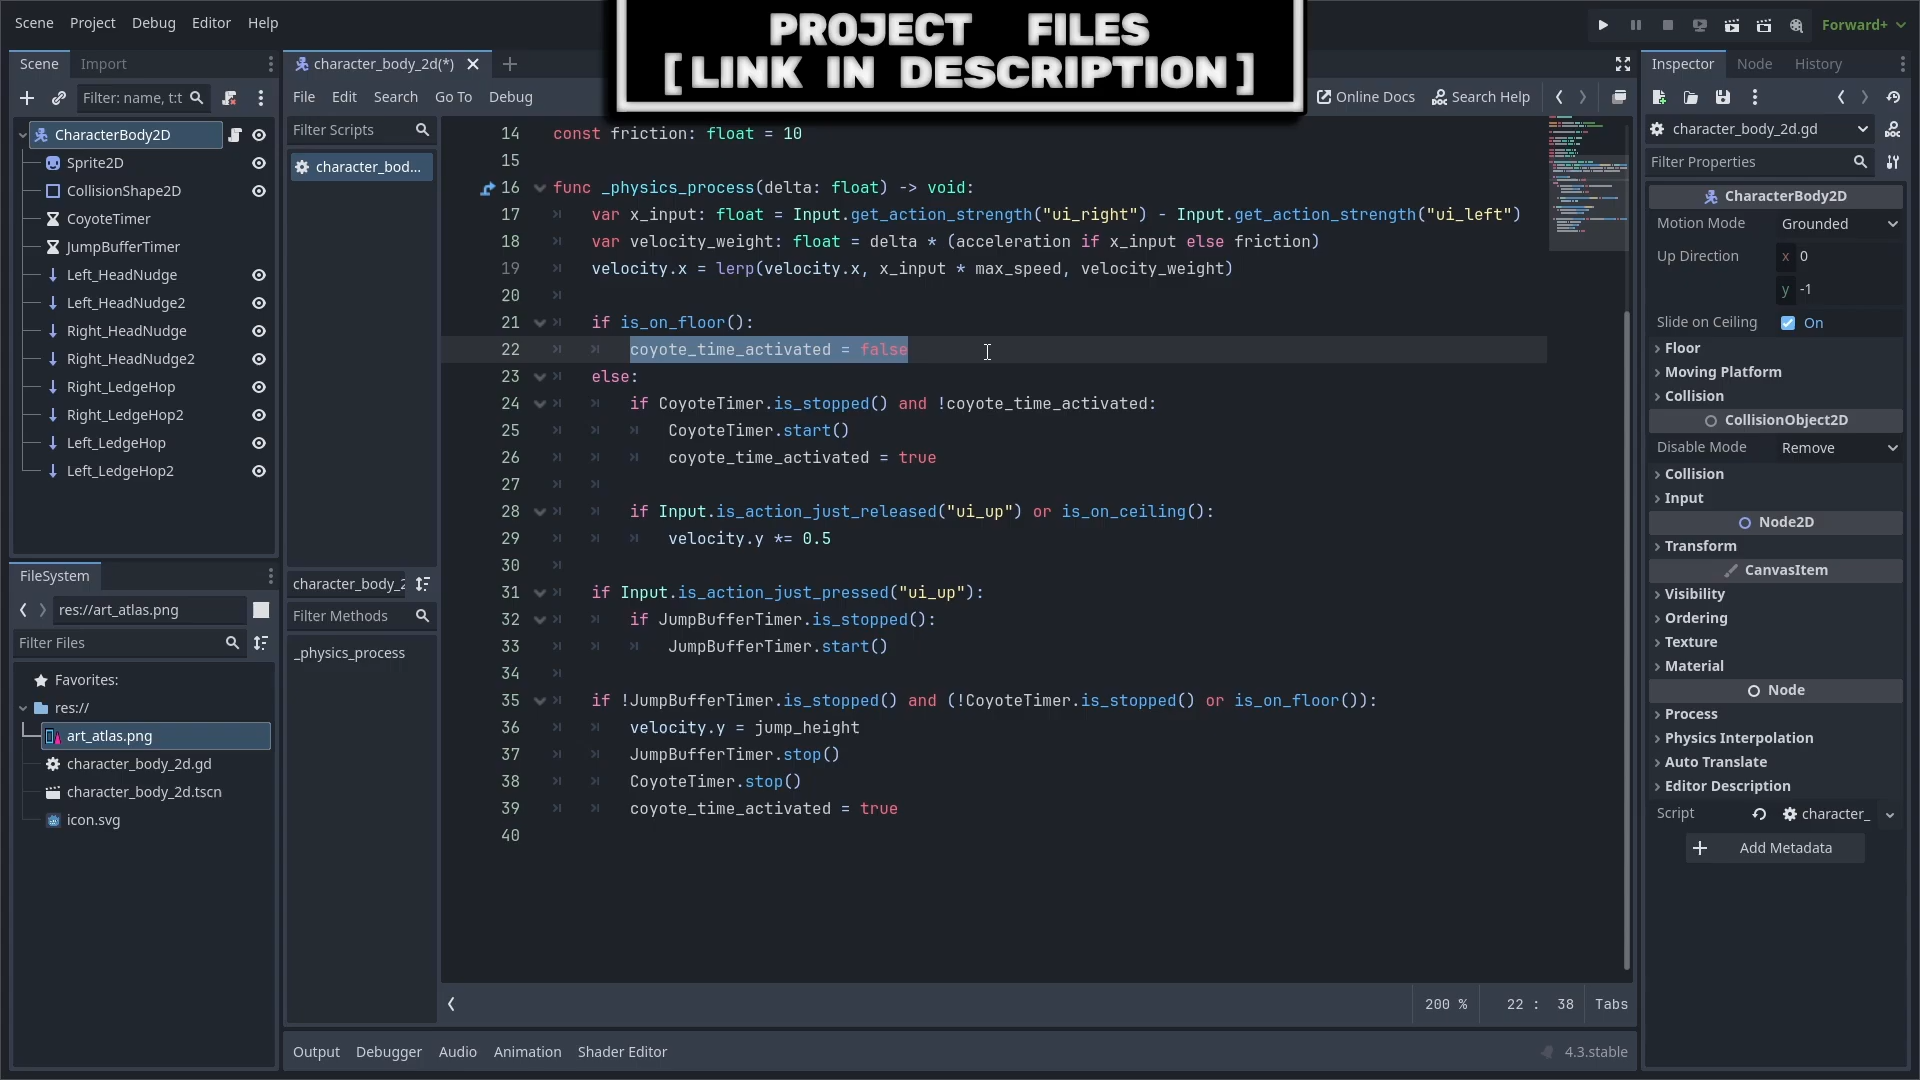 Scene Project Debug Editor Help
PROJECT FILES
[LINK IN DESCRIPTION]
Forward+
Scene Import
Filter: name, t:t
CharacterBody2D
Sprite2D
CollisionShape2D
CoyoteTimer
JumpBufferTimer
Left_HeadNudge
Left_HeadNudge2
Right_HeadNudge
Right_HeadNudge2
Right_LedgeHop
Right_LedgeHop2
Left_LedgeHop
Left_LedgeHop2
FileSystem
res://art_atlas.png
Filter Files
Favorites:
res://
art_atlas.png
character_body_2d.gd
character_body_2d.tscn
icon.svg
character_body_2d(*)
File Edit Search Go To Debug
Online Docs Search Help
Filter Scripts
character_bod...
character_body_2
Filter Methods
_physics_process
14 const friction: float = 10
15
16 func _physics_process(delta: float) -> void:
17 var x_input: float = Input.get_action_strength("ui_right") - Input.get_action_strength("ui_left")
18 var velocity_weight: float = delta * (acceleration if x_input else friction)
19 velocity.x = lerp(velocity.x, x_input * max_speed, velocity_weight)
20
21 if is_on_floor():
22 coyote_time_activated = false
23 else:
24 if CoyoteTimer.is_stopped() and !coyote_time_activated:
25 CoyoteTimer.start()
26 coyote_time_activated = true
27
28 if Input.is_action_just_released("ui_up") or is_on_ceiling():
29 velocity.y *= 0.5
30
31 if Input.is_action_just_pressed("ui_up"):
32 if JumpBufferTimer.is_stopped():
33 JumpBufferTimer.start()
34
35 if !JumpBufferTimer.is_stopped() and (!CoyoteTimer.is_stopped() or is_on_floor()):
36 velocity.y = jump_height
37 JumpBufferTimer.stop()
38 CoyoteTimer.stop()
39 coyote_time_activated = true
40
200 % 22 : 38 Tabs
Output Debugger Audio Animation Shader Editor
4.3.stable
Inspector Node History
character_body_2d.gd
Filter Properties
CharacterBody2D
Motion Mode Grounded
Up Direction x 0
y -1
Slide on Ceiling On
Floor
Moving Platform
Collision
CollisionObject2D
Disable Mode Remove
Collision
Input
Node2D
Transform
CanvasItem
Visibility
Ordering
Texture
Material
Node
Process
Physics Interpolation
Auto Translate
Editor Description
Script character_
Add Metadata